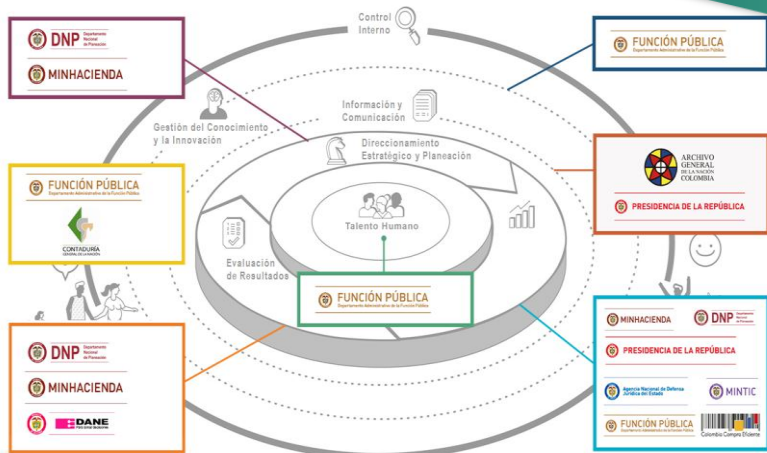 Control
Interno
DNP Departamento
Nacional
de Planeación
MINHACIENDA
FUNCIÓN PÚBLICA
Departamento Administrativo de la Función Pública
Información y
Comunicación
Gestión del Conocimiento
y la Innovación
Direccionamiento
Estratégico y Planeación
ARCHIVO
GENERAL
DE LA NACIÓN
COLOMBIA
PRESIDENCIA DE LA REPÚBLICA
FUNCIÓN PÚBLICA
Departamento Administrativo de la Función Pública
CONTADURÍA
GENERAL DE LA NACIÓN
Talento Humano
Evaluación
de Resultados
FUNCIÓN PÚBLICA
Departamento Administrativo de la Función Pública
DNP Departamento
Nacional
de Planeación
MINHACIENDA
DANE
MINHACIENDA
DNP Departamento
Nacional
de Planeación
PRESIDENCIA DE LA REPÚBLICA
Agencia Nacional de Defensa
Jurídica del Estado
MINTIC
FUNCIÓN PÚBLICA
Departamento Administrativo de la Función Pública
Colombia Compra Eficiente